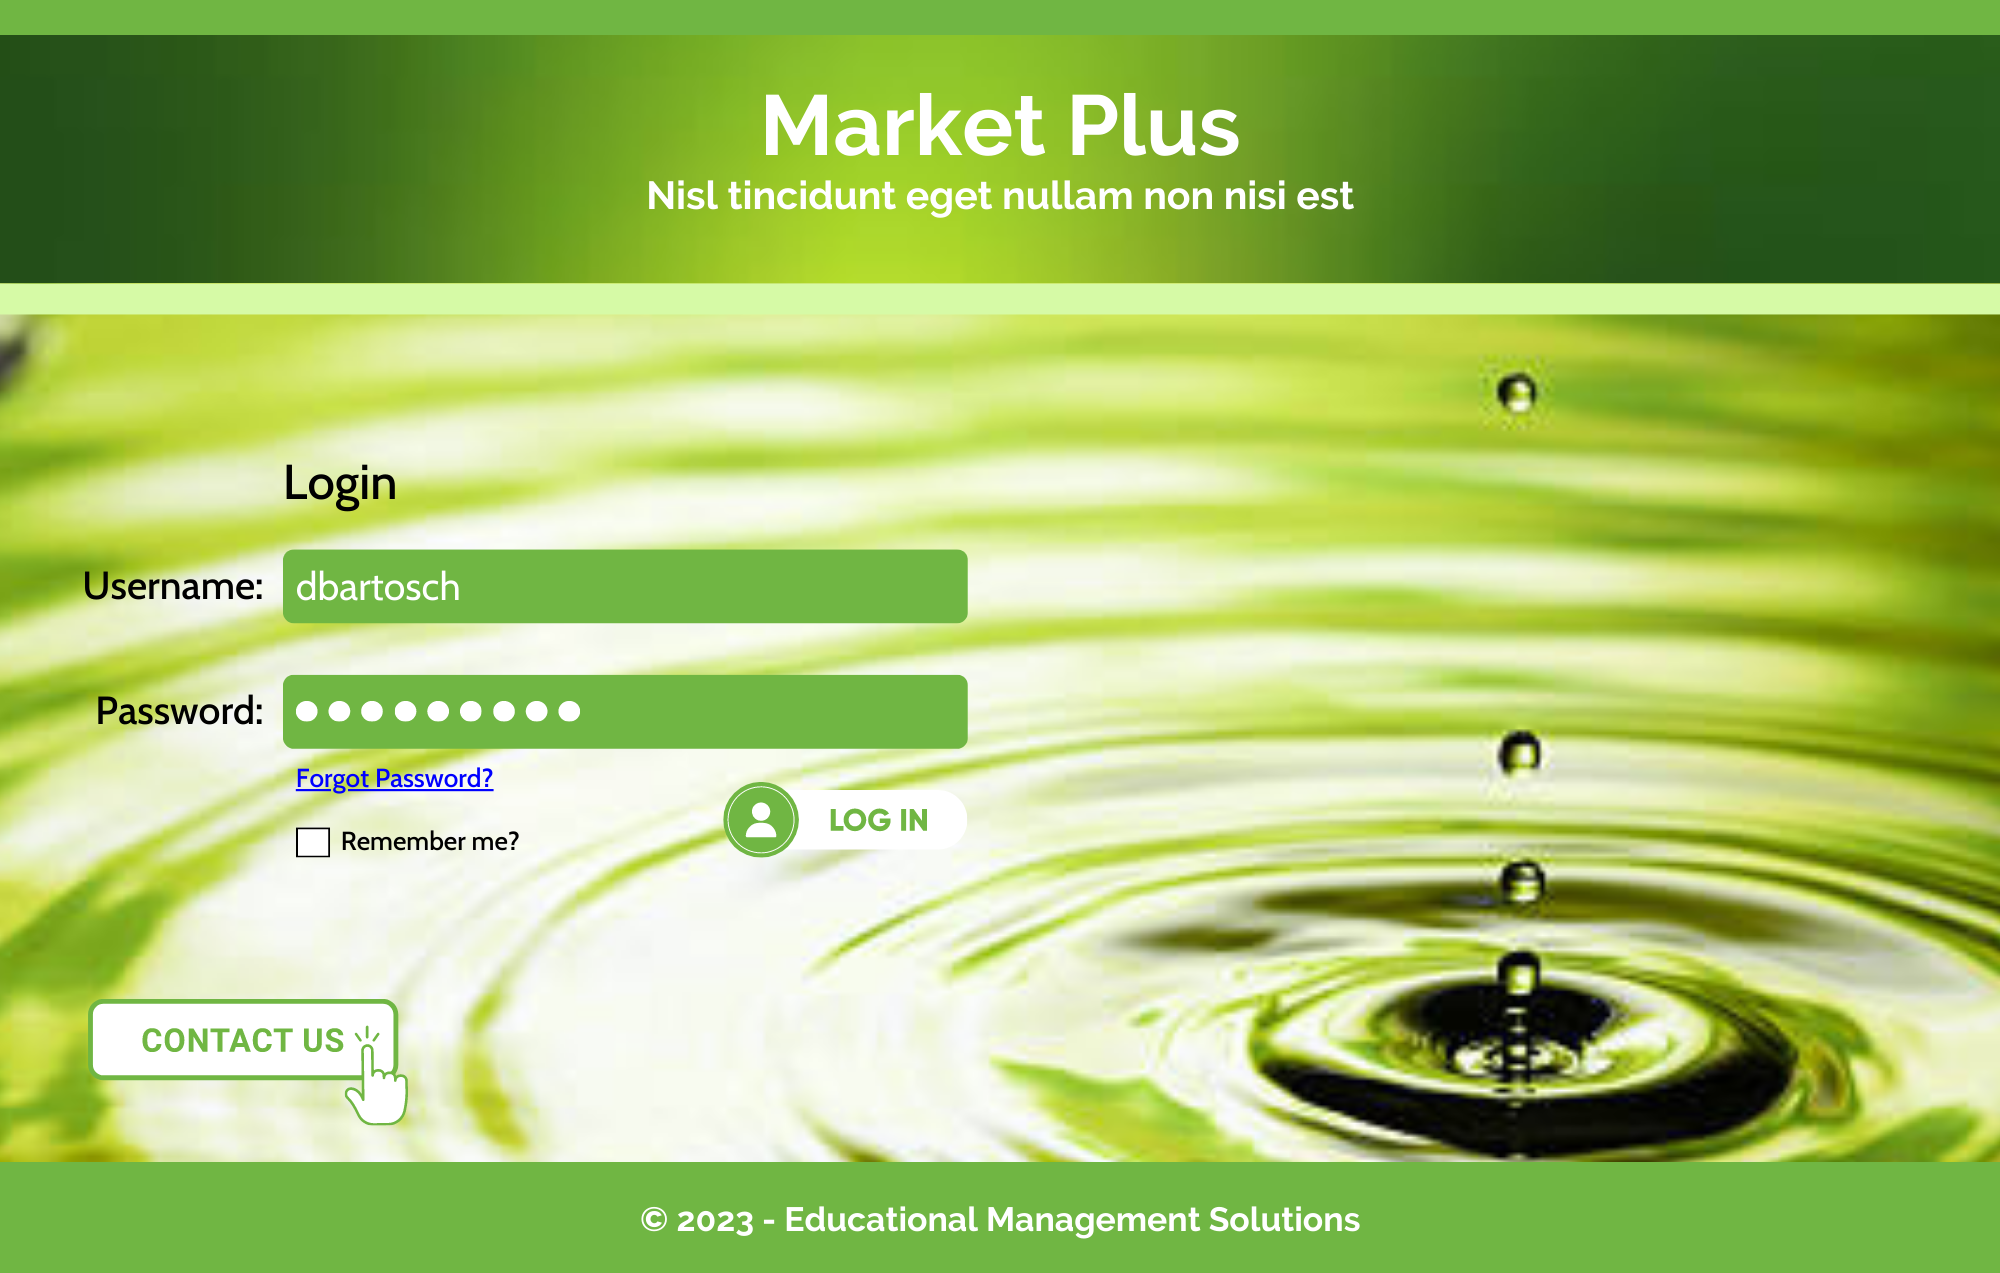 Market Plus
Nisl tincidunt eget nullam non nisi est
Login
Username: dbartosch
Password: ●●●●●●●●●
Forgot Password?
Remember me?
LOG IN
CONTACT US
© 2023 - Educational Management Solutions